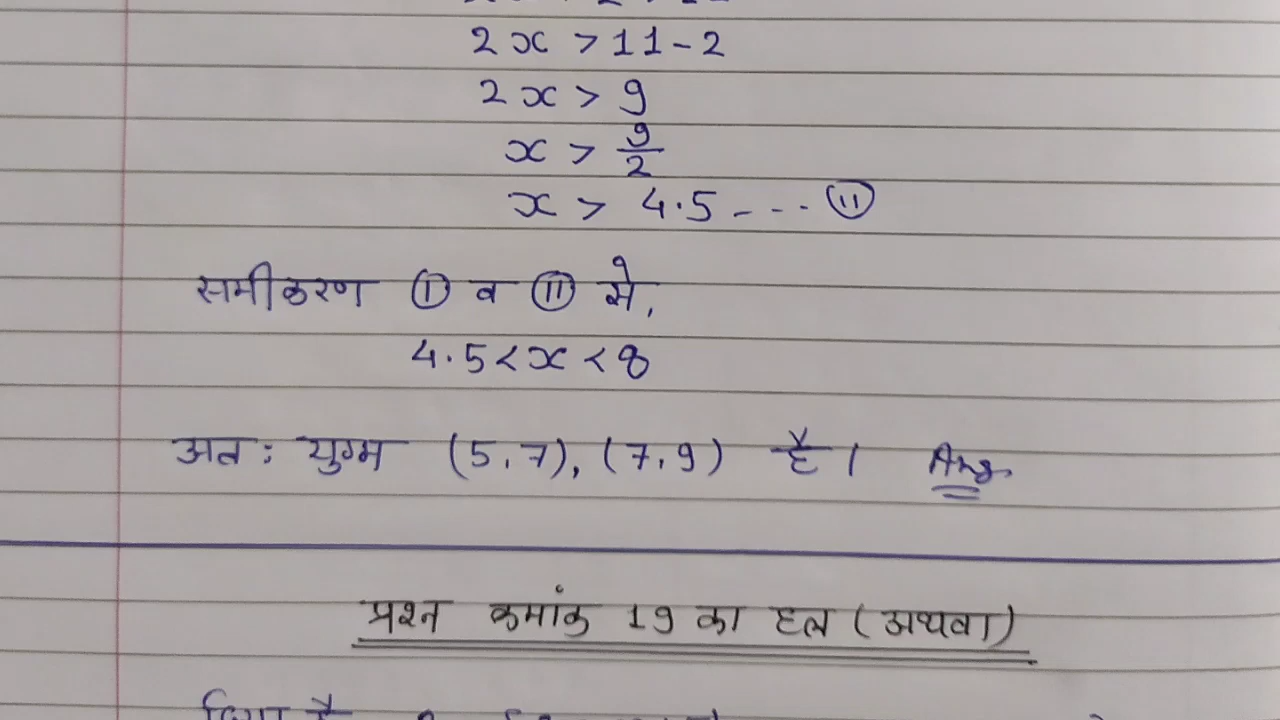 2x > 11 - 2
2x > 9
x > 9/2
x > 4.5 --- (II)
समीकरण (I) व (II) से,
4.5 < x < 8
अतः युग्म (5, 7), (7, 9) है। Ans.
प्रश्न क्रमांक 19 का हल (अथवा)